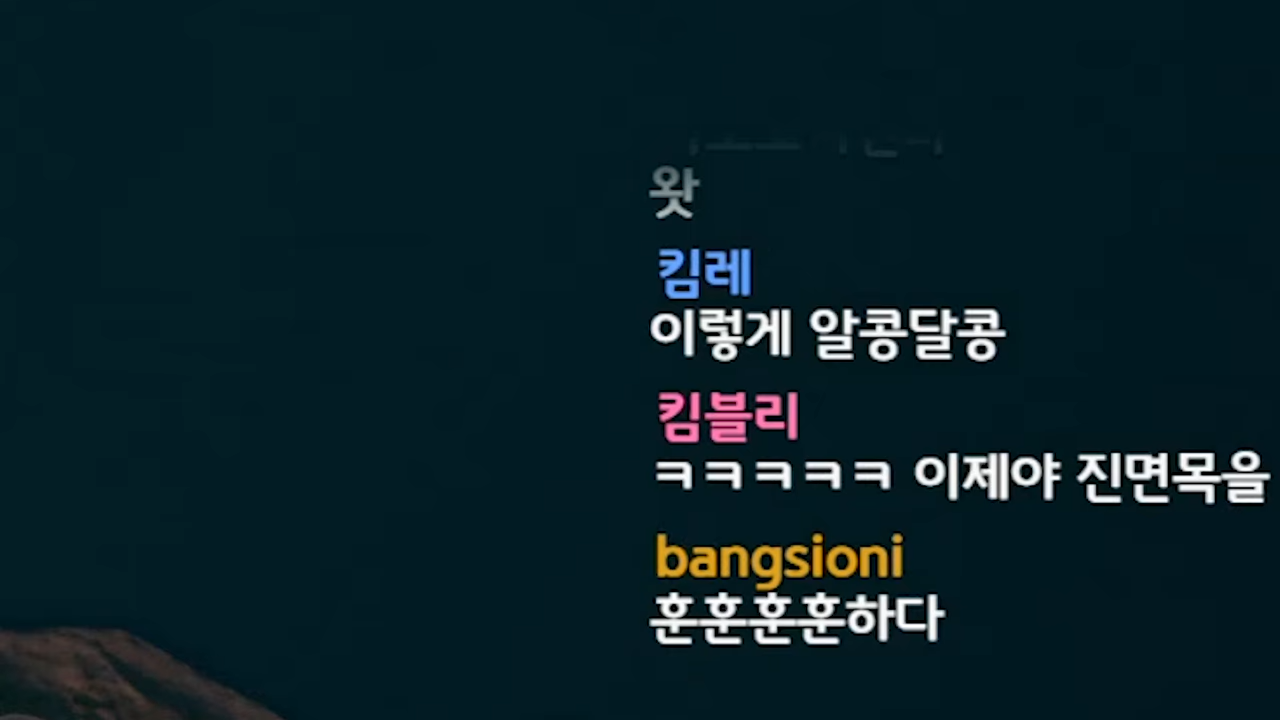 왓
킴레
이렇게 알콩달콩
킴블리
ㅋㅋㅋㅋㅋ 이제야 진면목을
bangsioni
훈훈훈훈하다